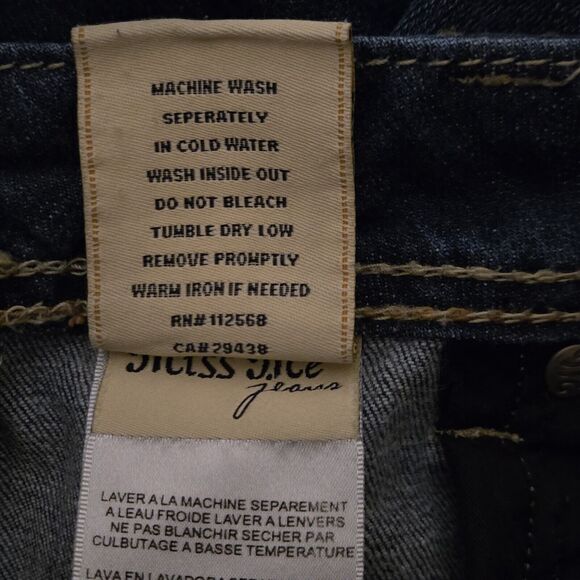 MACHINE WASH
SEPERATELY
IN COLD WATER
WASH INSIDE OUT
DO NOT BLEACH
TUMBLE DRY LOW
REMOVE PROMPTLY
WARM IRON IF NEEDED
RN# 112568
CA#29438
Miss Me
jeans
LAVER A LA MACHINE SEPAREMENT
A LEAU FROIDE LAVER A LENVERS
NE PAS BLANCHIR SECHER PAR
CULBUTAGE A BASSE TEMPERATURE
LAVA EN